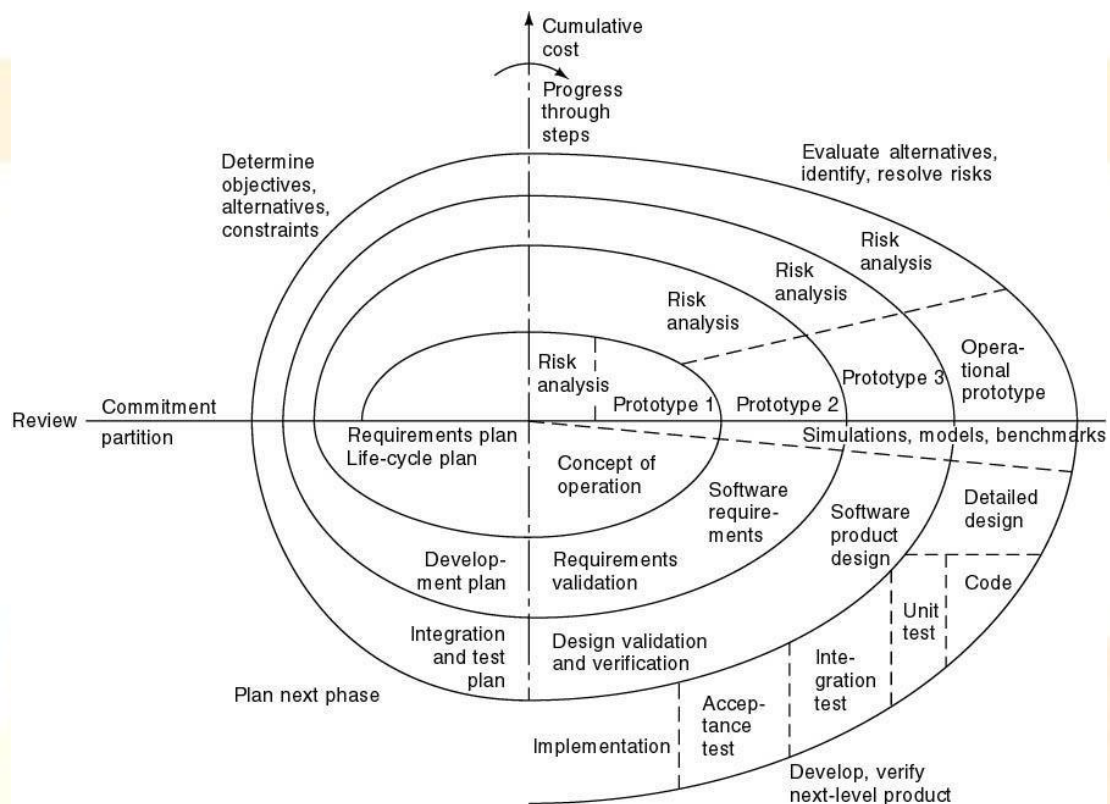 Cumulative
cost
Progress
through
steps
Determine
objectives,
alternatives,
constraints
Evaluate alternatives,
identify, resolve risks
Risk
analysis
Risk
analysis
Risk
analysis
Risk
analysis
Opera-
tional
prototype
Prototype 3
Prototype 2
Prototype 1
Review
Commitment
partition
Requirements plan
Life-cycle plan
Simulations, models, benchmarks
Concept of
operation
Software
require-
ments
Software
product
design
Detailed
design
Develop-
ment plan
Requirements
validation
Code
Unit
test
Integration
and test
plan
Design validation
and verification
Inte-
gration
test
Plan next phase
Accep-
tance
test
Implementation
Develop, verify
next-level product